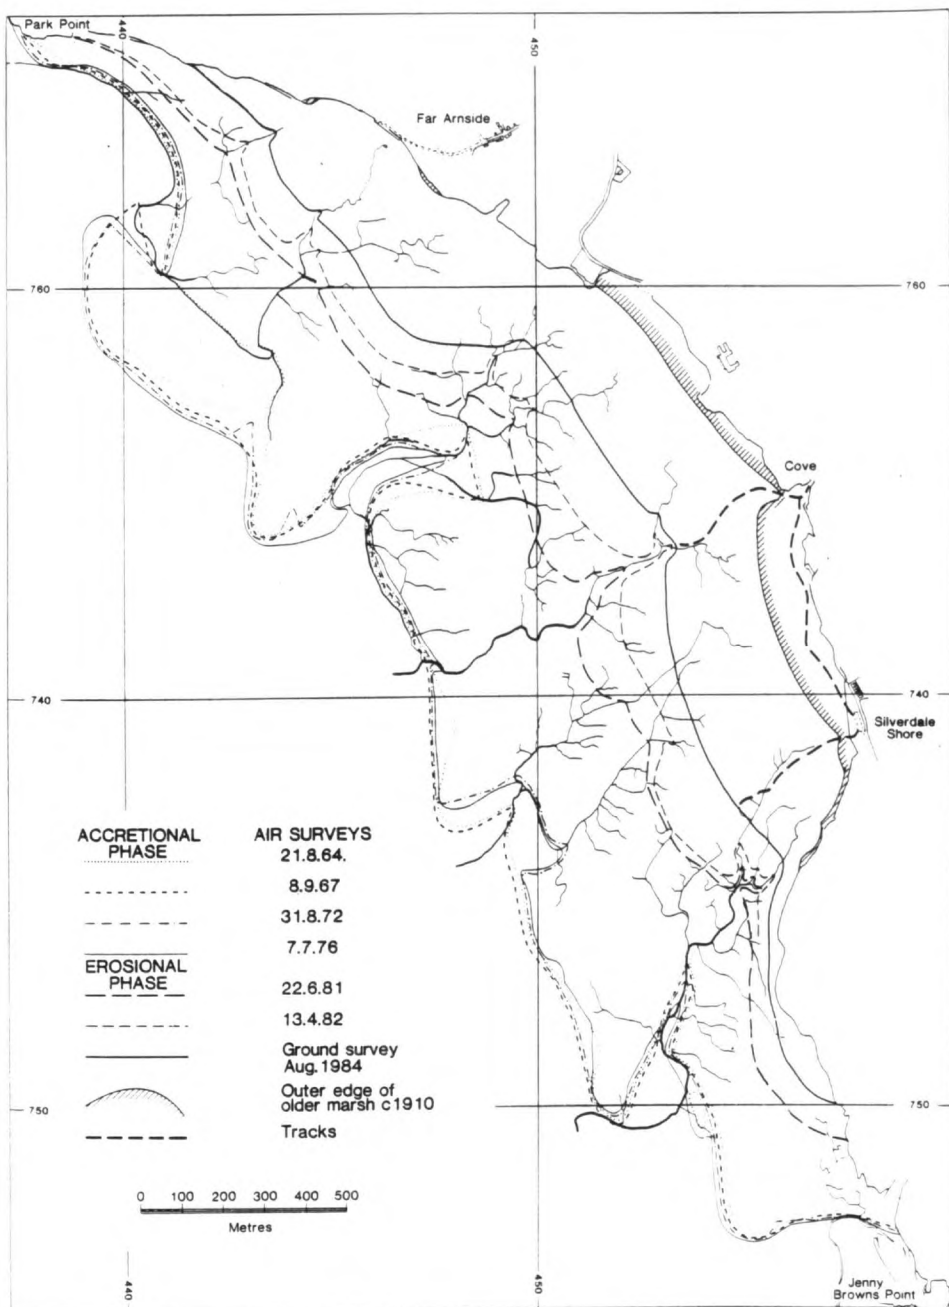 Park Point
440
450
Far Arnside
760
760
Cove
740
740
Silverdale
Shore
ACCRETIONAL
PHASE
AIR SURVEYS
21.8.64.
8.9.67
31.8.72
7.7.76
EROSIONAL
PHASE
22.6.81
13.4.82
Ground survey
Aug. 1984
Outer edge of
older marsh c1910
Tracks
750
750
0 100 200 300 400 500
Metres
440
450
Jenny
Browns Point